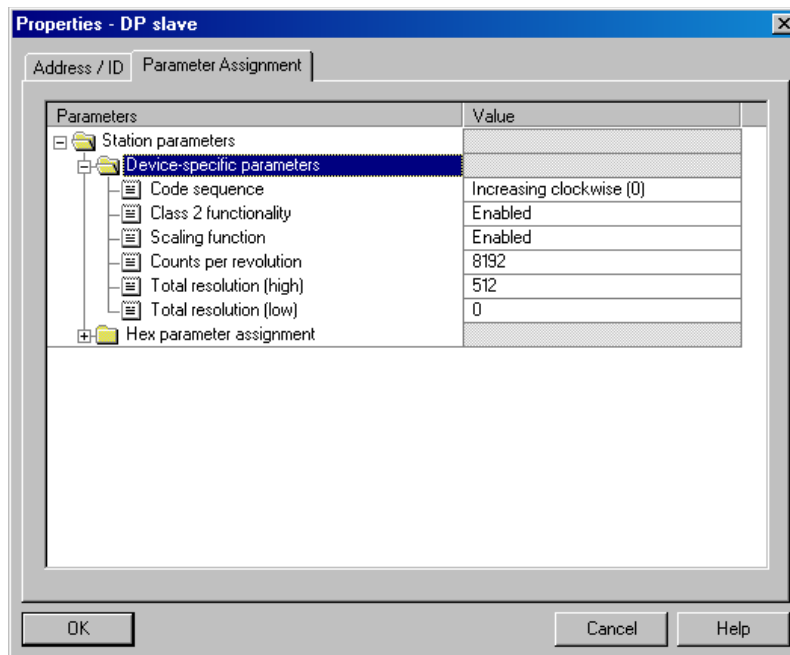 Properties - DP slave
Address / ID Parameter Assignment
Parameters Value
Station parameters
Device-specific parameters
Code sequence Increasing clockwise (0)
Class 2 functionality Enabled
Scaling function Enabled
Counts per revolution 8192
Total resolution (high) 512
Total resolution (low) 0
Hex parameter assignment
OK Cancel Help